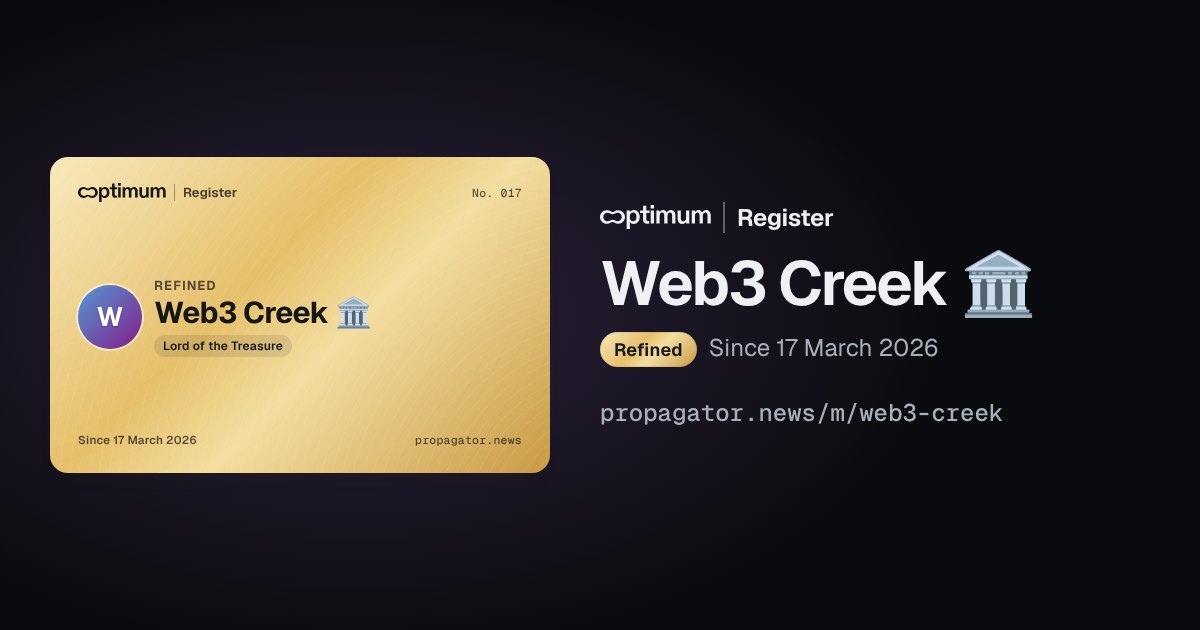 optimum | Register
No. 017
W
REFINED
Web3 Creek 🏛️
Lord of the Treasure
Since 17 March 2026
propagator.news
optimum | Register
Web3 Creek 🏛️
Refined Since 17 March 2026
propagator.news/m/web3-creek